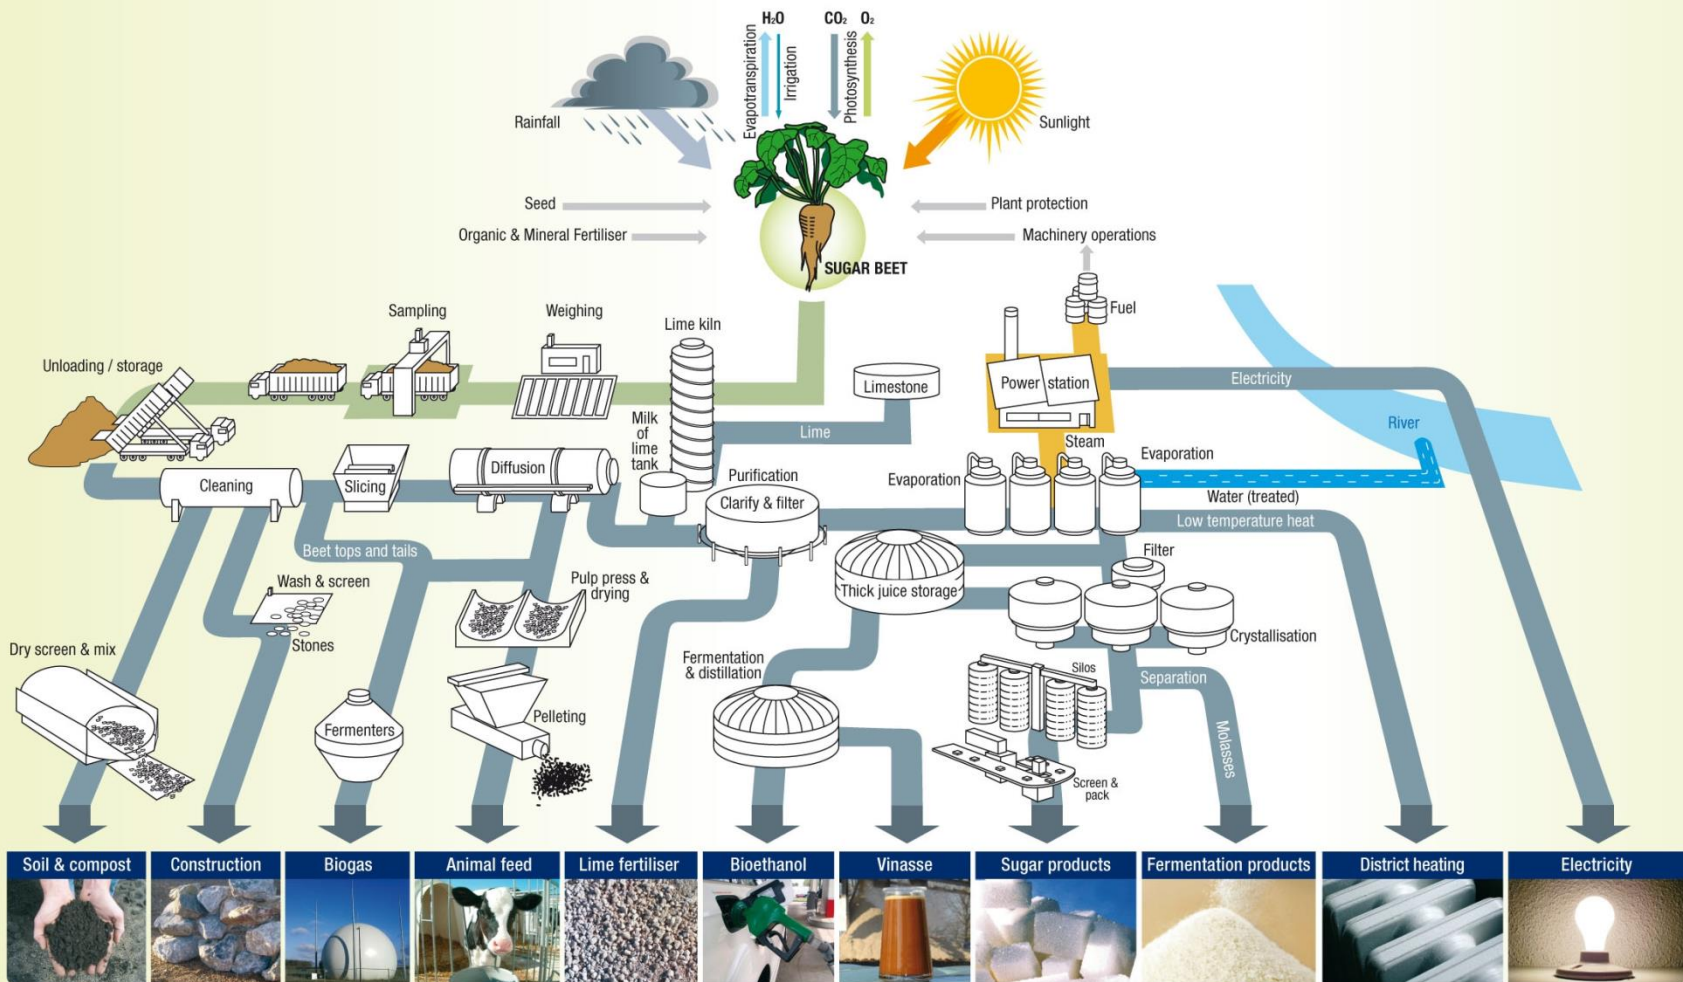 H₂O
CO₂ O₂
Evapotranspiration
Irrigation
Photosynthesis
Rainfall
Sunlight
Seed
Plant protection
Organic & Mineral Fertiliser
Machinery operations
SUGAR BEET
Sampling
Weighing
Lime kiln
Fuel
Unloading / storage
Limestone
Power station
Electricity
Milk
of
lime
tank
Lime
River
Steam
Evaporation
Evaporation
Cleaning
Slicing
Diffusion
Purification
Clarify & filter
Water (treated)
Low temperature heat
Beet tops and tails
Filter
Wash & screen
Pulp press &
drying
Thick juice storage
Stones
Crystallisation
Dry screen & mix
Fermentation
& distillation
Silos
Separation
Pelleting
Fermenters
Molasses
Screen &
pack
Soil & compost
Construction
Biogas
Animal feed
Lime fertiliser
Bioethanol
Vinasse
Sugar products
Fermentation products
District heating
Electricity